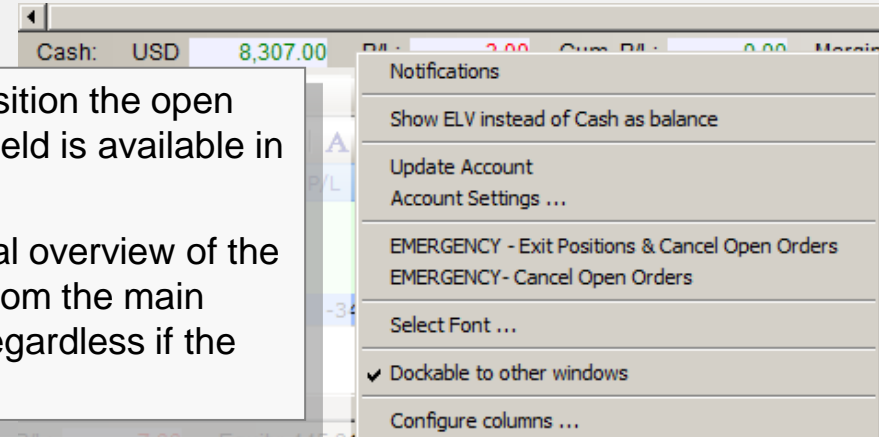 Cash: USD 8,307.00
Notifications
Show ELV instead of Cash as balance
Update Account
Account Settings ...
EMERGENCY - Exit Positions & Cancel Open Orders
EMERGENCY- Cancel Open Orders
Select Font ...
Dockable to other windows
Configure columns ...
sition the open
eld is available in
al overview of the
om the main
egardless if the
A
P/L